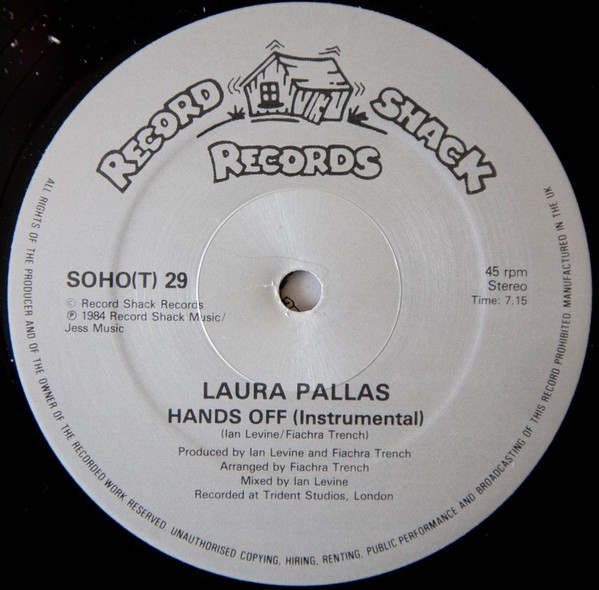 RECORD SHACK
RECORDS
SOHO(T) 29
© Record Shack Records
℗ 1984 Record Shack Music/
Jess Music
45 rpm
Stereo
Time: 7.15
LAURA PALLAS
HANDS OFF (Instrumental)
(Ian Levine/Fiachra Trench)
Produced by Ian Levine and Fiachra Trench
Arranged by Fiachra Trench
Mixed by Ian Levine
Recorded at Trident Studios, London
ALL RIGHTS OF THE PRODUCER AND OF THE OWNER OF THE RECORDED WORK RESERVED. UNAUTHORISED COPYING, HIRING, RENTING, PUBLIC PERFORMANCE AND BROADCASTING OF THIS RECORD PROHIBITED. MANUFACTURED IN THE UK